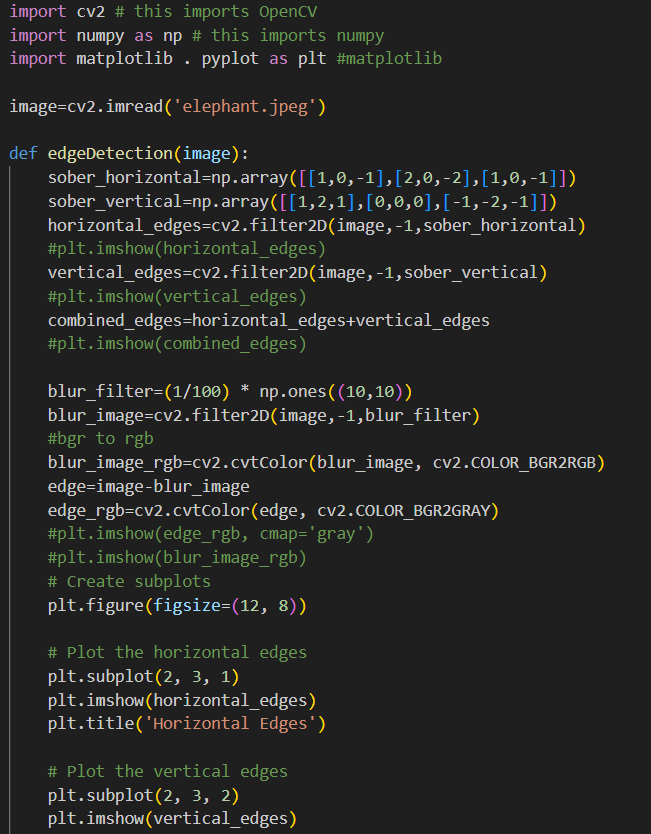 import cv2 # this imports OpenCV
import numpy as np # this imports numpy
import matplotlib . pyplot as plt #matplotlib
image=cv2.imread('elephant.jpeg')
def edgeDetection(image):
sober_horizontal=np.array([[1,0,-1],[2,0,-2],[1,0,-1]])
sober_vertical=np.array([[1,2,1],[0,0,0],[-1,-2,-1]])
horizontal_edges=cv2.filter2D(image,-1,sober_horizontal)
#plt.imshow(horizontal_edges)
vertical_edges=cv2.filter2D(image,-1,sober_vertical)
#plt.imshow(vertical_edges)
combined_edges=horizontal_edges+vertical_edges
#plt.imshow(combined_edges)
blur_filter=(1/100) * np.ones((10,10))
blur_image=cv2.filter2D(image,-1,blur_filter)
#bgr to rgb
blur_image_rgb=cv2.cvtColor(blur_image, cv2.COLOR_BGR2RGB)
edge=image-blur_image
edge_rgb=cv2.cvtColor(edge, cv2.COLOR_BGR2GRAY)
#plt.imshow(edge_rgb, cmap='gray')
#plt.imshow(blur_image_rgb)
# Create subplots
plt.figure(figsize=(12, 8))
# Plot the horizontal edges
plt.subplot(2, 3, 1)
plt.imshow(horizontal_edges)
plt.title('Horizontal Edges')
# Plot the vertical edges
plt.subplot(2, 3, 2)
plt.imshow(vertical_edges)